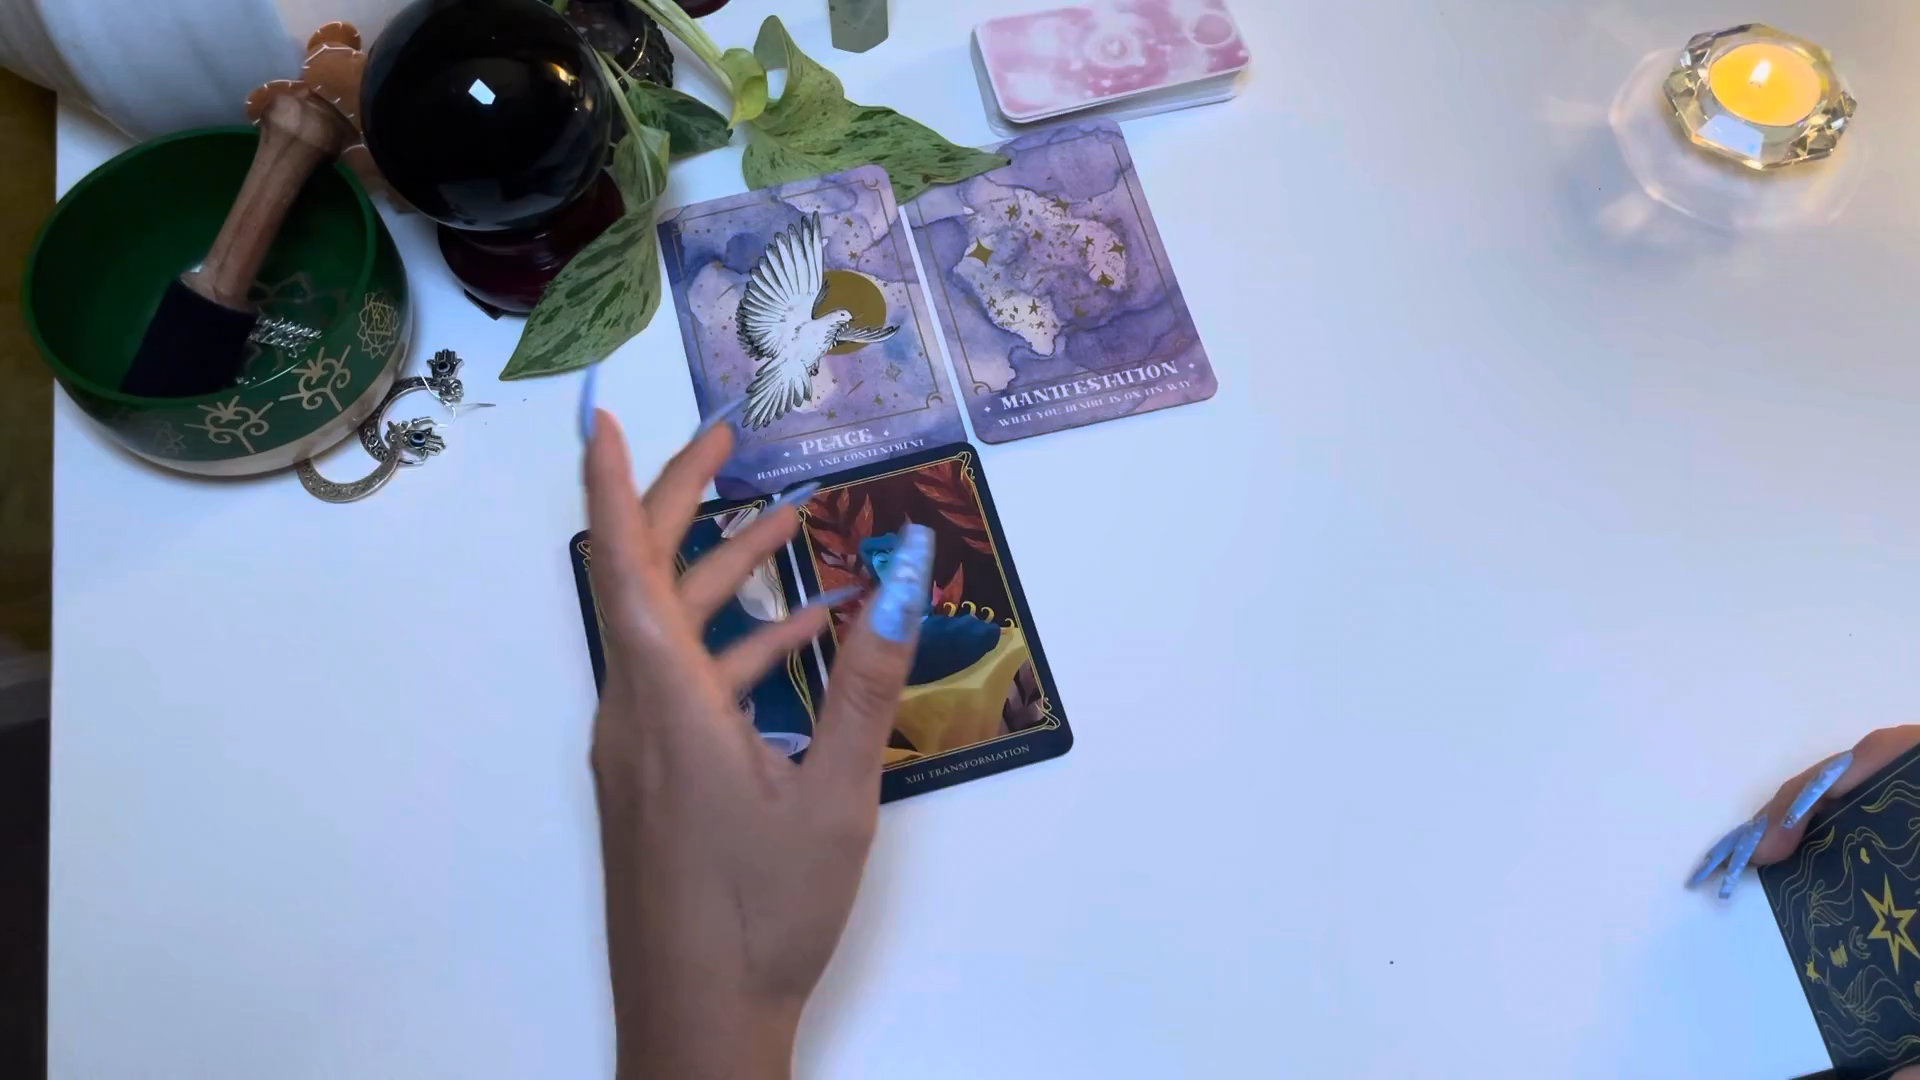 PEACE
HARMONY AND CONTENTMENT
MANIFESTATION
WHAT YOU DESIRE IS ON ITS WAY
XIII TRANSFORMATION